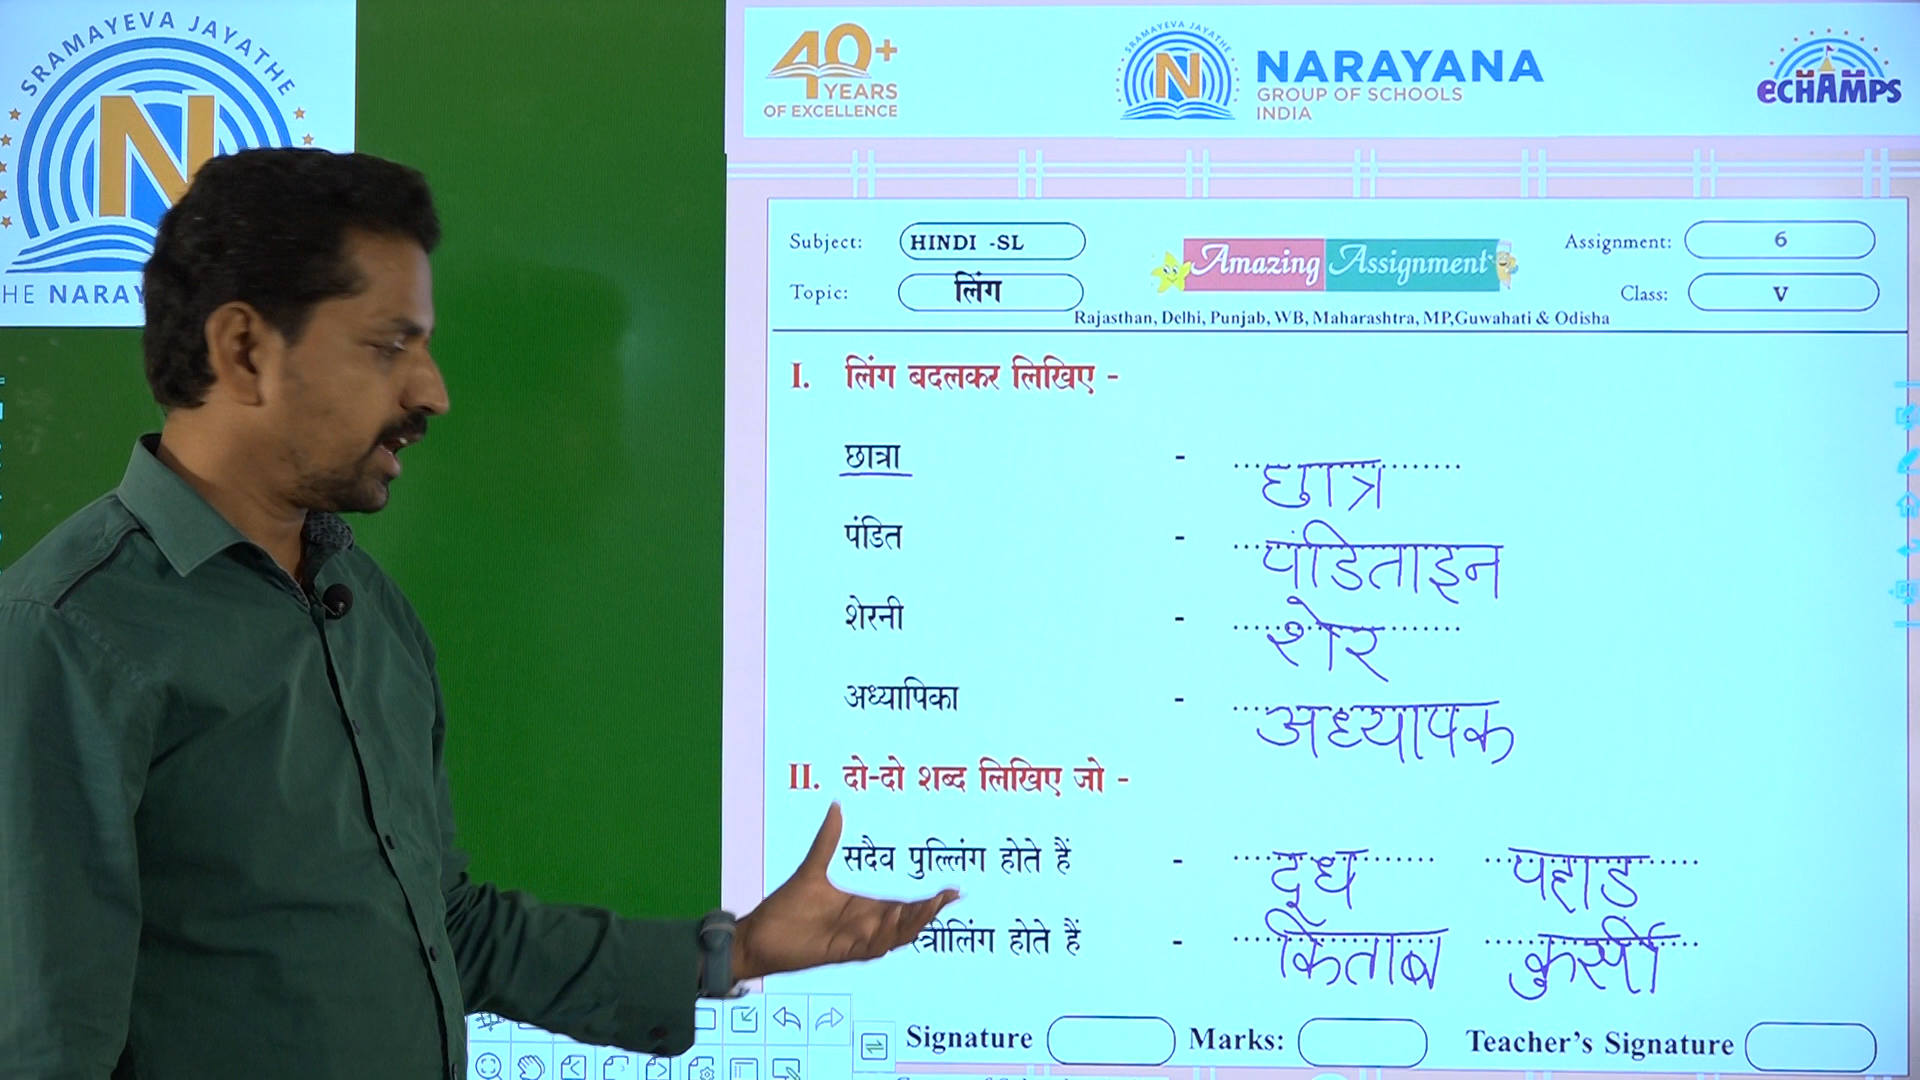 SRAMAYEVA JAYATHE
N
HE NARAY
40+ YEARS OF EXCELLENCE
SRAMAYEVA JAYATHE
N
NARAYANA
GROUP OF SCHOOLS
INDIA
eCHAMPS
Subject: HINDI -SL
Amazing Assignment
Assignment: 6
Topic: लिंग
Class: V
Rajasthan, Delhi, Punjab, WB, Maharashtra, MP,Guwahati & Odisha
I. लिंग बदलकर लिखिए -
छात्रा - छात्र
पंडित - पंडिताइन
शेरनी - शेर
अध्यापिका - अध्यापक
II. दो-दो शब्द लिखिए जो -
सदैव पुल्लिंग होते हैं - दूध पहाड
स्त्रीलिंग होते हैं - किताब कुर्सी
Signature Marks: Teacher's Signature